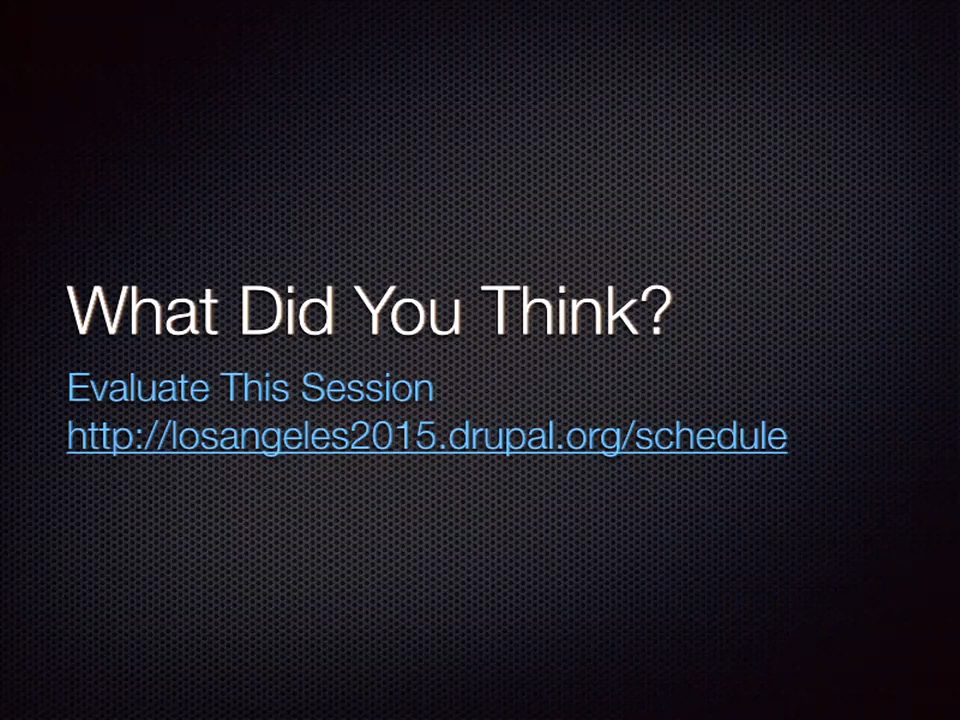 What Did You Think?
Evaluate This Session
http://losangeles2015.drupal.org/schedule